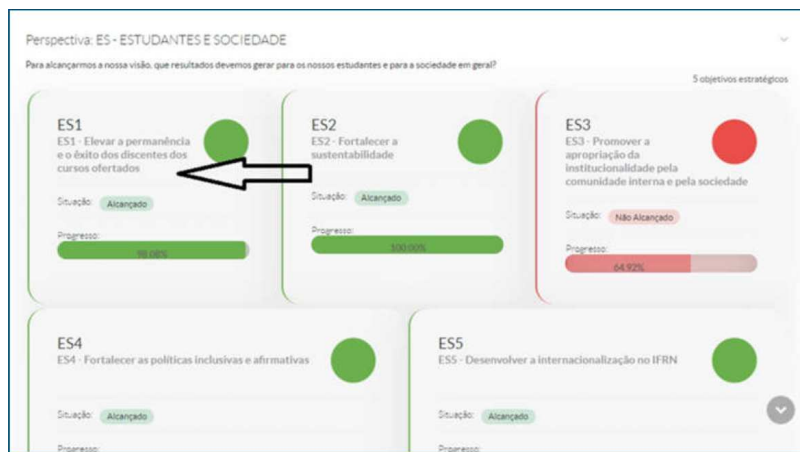 Perspectiva: ES - ESTUDANTES E SOCIEDADE
Para alcançarmos a nossa visão, que resultados devemos gerar para os nossos estudantes e para a sociedade em geral?
5 objetivos estratégicos
ES1
ES1 - Elevar a permanência
e o êxito dos discentes dos
cursos ofertados
Situação: Alcançado
Progresso:
98.08%
ES2
ES2 - Fortalecer a
sustentabilidade
Situação: Alcançado
Progresso:
100.00%
ES3
ES3 - Promover a
apropriação da
institucionalidade pela
comunidade interna e pela sociedade
Situação: Não Alcançado
Progresso:
64.92%
ES4
ES4 - Fortalecer as políticas inclusivas e afirmativas
Situação: Alcançado
Progresso:
ES5
ES5 - Desenvolver a internacionalização no IFRN
Situação: Alcançado
Progresso: